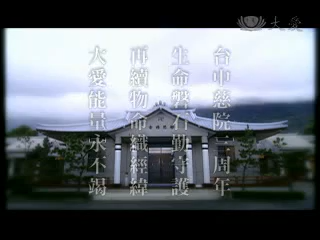 台中慈院一周年
生命磐石勤守護
再續物命織經緯
大愛能量永不竭
大愛